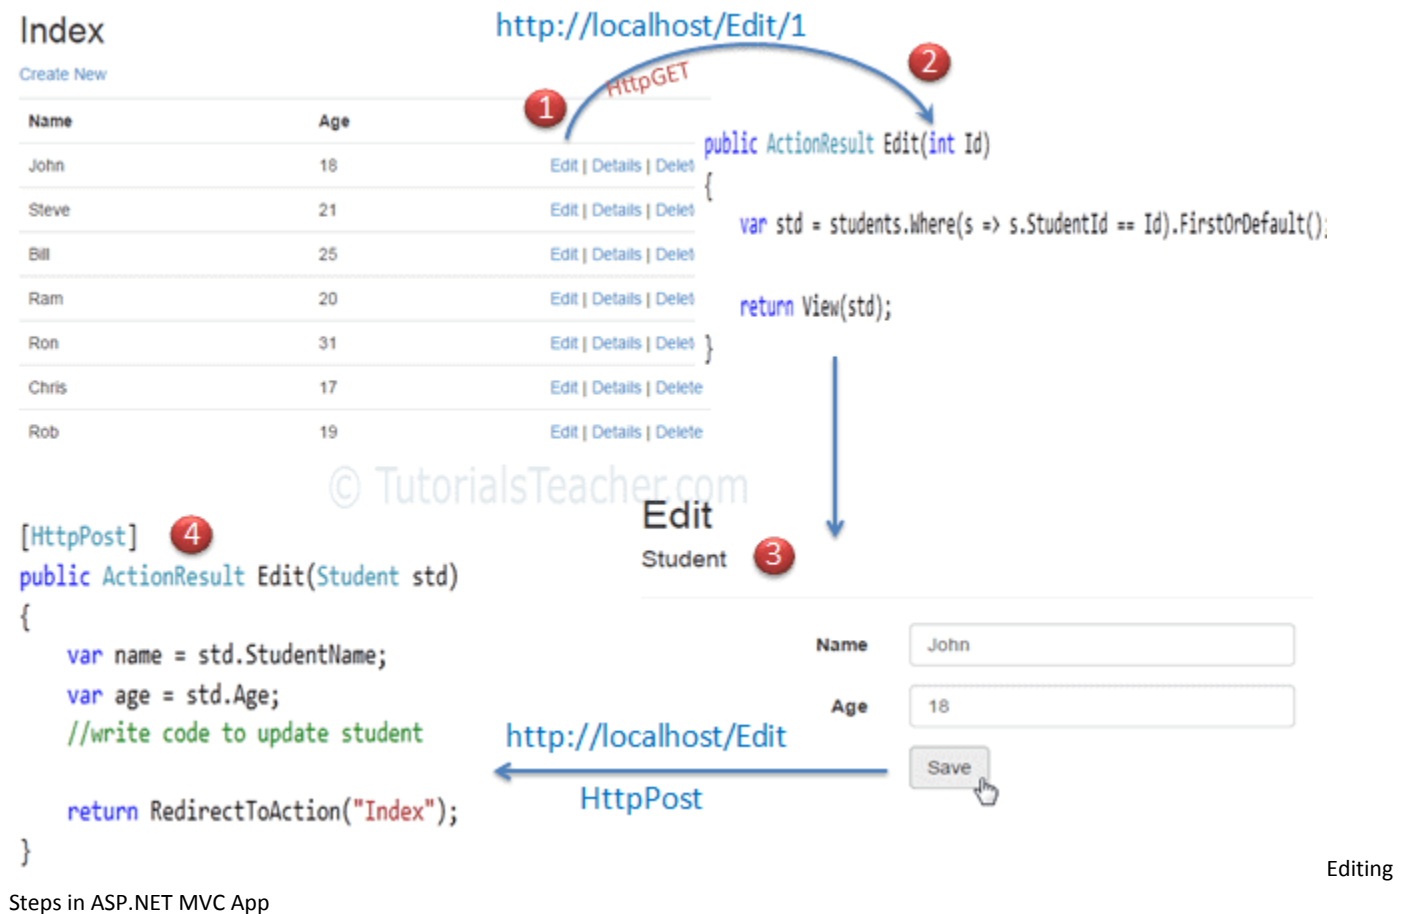 Index
http://localhost/Edit/1
Create New
HttpGET
1
2
Name Age
John 18 Edit | Details | Delet
Steve 21 Edit | Details | Delet
Bill 25 Edit | Details | Delet
Ram 20 Edit | Details | Delet
Ron 31 Edit | Details | Delet
Chris 17 Edit | Details | Delete
Rob 19 Edit | Details | Delete
public ActionResult Edit(int Id)
{
var std = students.Where(s => s.StudentId == Id).FirstOrDefault();
return View(std);
}
© TutorialsTeacher.com
Edit
Student
3
Name John
Age 18
Save
http://localhost/Edit
HttpPost
[HttpPost]
4
public ActionResult Edit(Student std)
{
var name = std.StudentName;
var age = std.Age;
//write code to update student
return RedirectToAction("Index");
}
Editing
Steps in ASP.NET MVC App